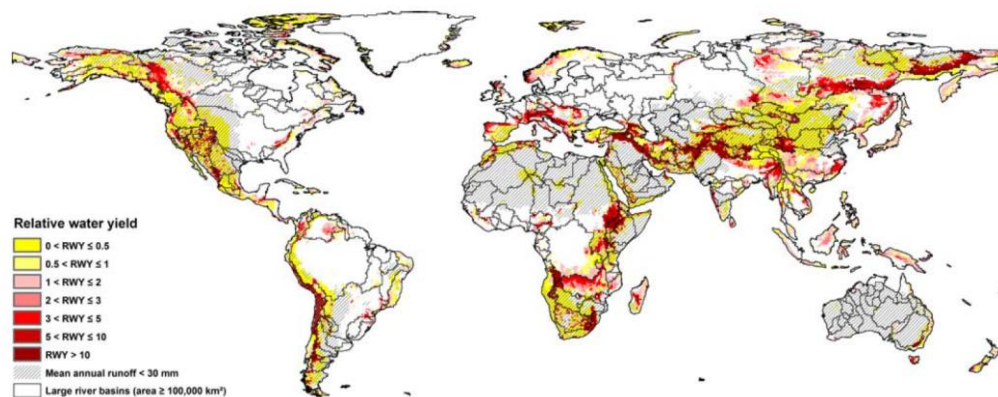 Relative water yield
0 < RWY ≤ 0.5
0.5 < RWY ≤ 1
1 < RWY ≤ 2
2 < RWY ≤ 3
3 < RWY ≤ 5
5 < RWY ≤ 10
RWY > 10
Mean annual runoff < 30 mm
Large river basins (area ≥ 100,000 km²)